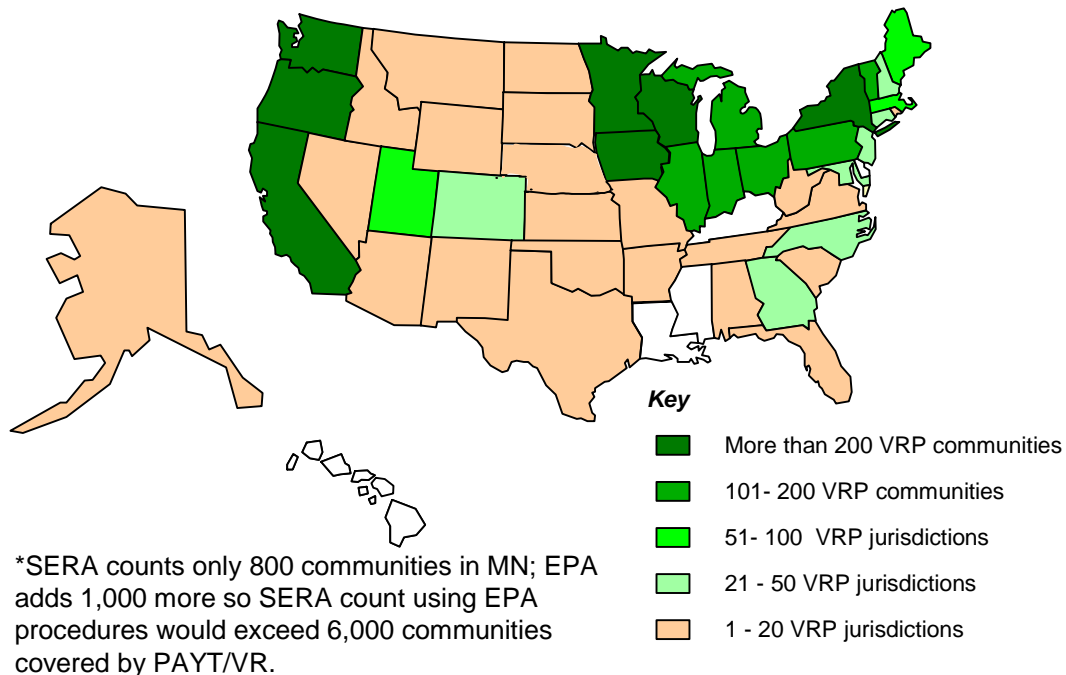 Key
More than 200 VRP communities
101- 200 VRP communities
51- 100  VRP jurisdictions
21 - 50 VRP jurisdictions
1 - 20 VRP jurisdictions
*SERA counts only 800 communities in MN; EPA
adds 1,000 more so SERA count using EPA
procedures would exceed 6,000 communities
covered by PAYT/VR.